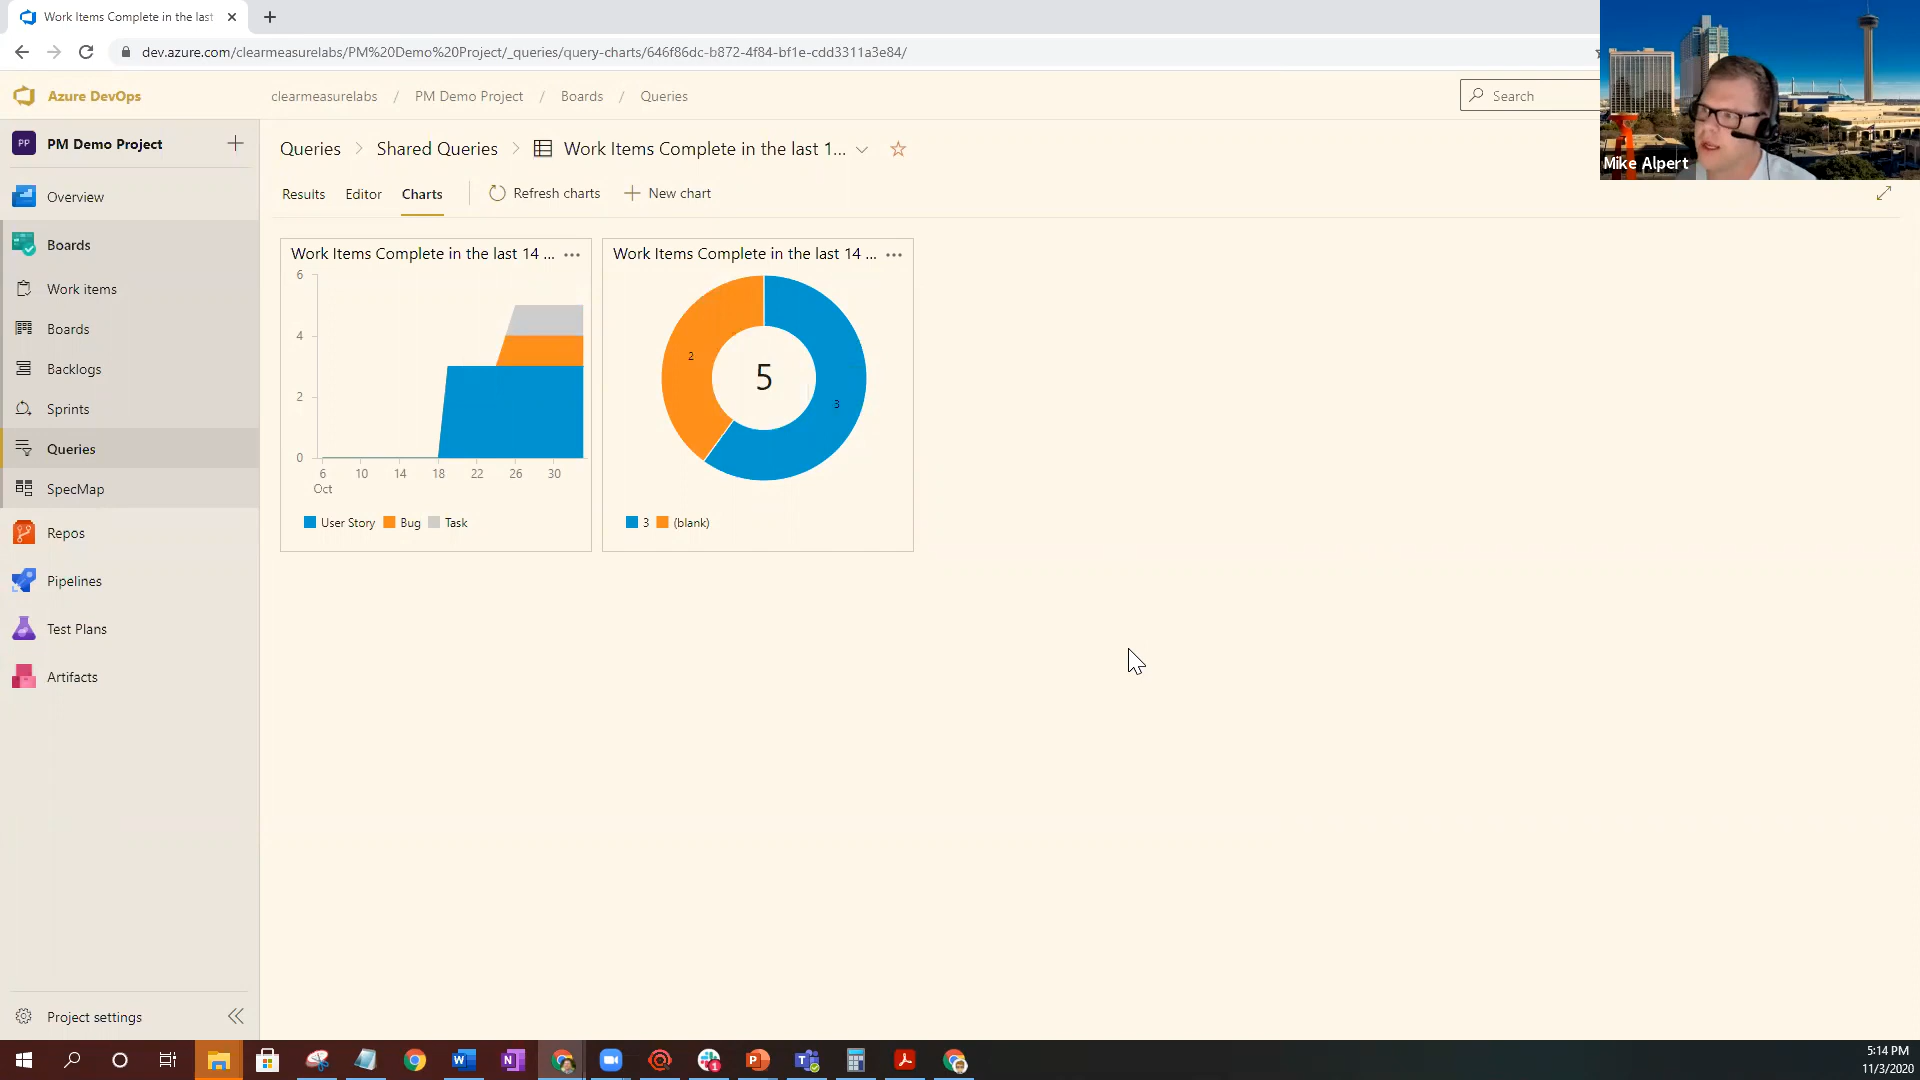 Work Items Complete in the last
dev.azure.com/clearmeasurelabs/PM%20Demo%20Project/_queries/query-charts/646f86dc-b872-4f84-bf1e-cdd3311a3e84/
Azure DevOps
clearmeasurelabs / PM Demo Project / Boards / Queries
Search
Mike Alpert
PP PM Demo Project
Overview
Boards
Work items
Boards
Backlogs
Sprints
Queries
SpecMap
Repos
Pipelines
Test Plans
Artifacts
Project settings
Queries > Shared Queries > Work Items Complete in the last 1...
Results Editor Charts Refresh charts New chart
Work Items Complete in the last 14 ...
6
4
2
0
6 10 14 18 22 26 30
Oct
User Story Bug Task
Work Items Complete in the last 14 ...
2
5
3
3 (blank)
5:14 PM
11/3/2020